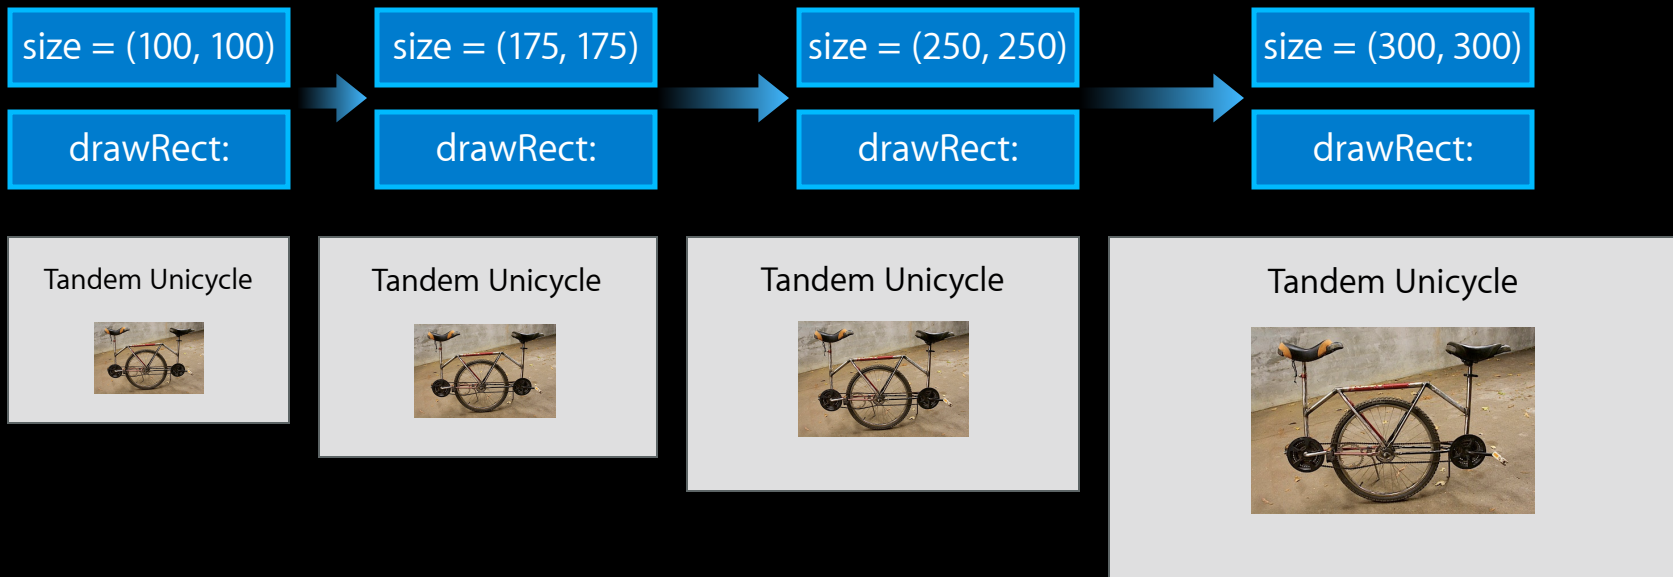 size = (100, 100)
size = (175, 175)
size = (250, 250)
size = (300, 300)
drawRect:
drawRect:
drawRect:
drawRect:
Tandem Unicycle
Tandem Unicycle
Tandem Unicycle
Tandem Unicycle